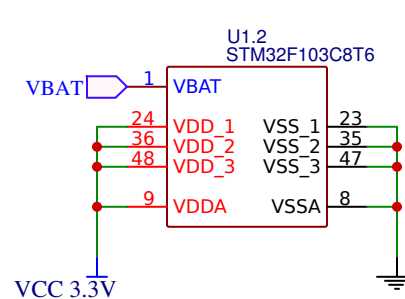 U1.2
STM32F103C8T6
VBAT 1 VBAT
24 VDD_1 VSS_1 23
36 VDD_2 VSS_2 35
48 VDD_3 VSS_3 47
9 VDDA VSSA 8
VCC 3.3V